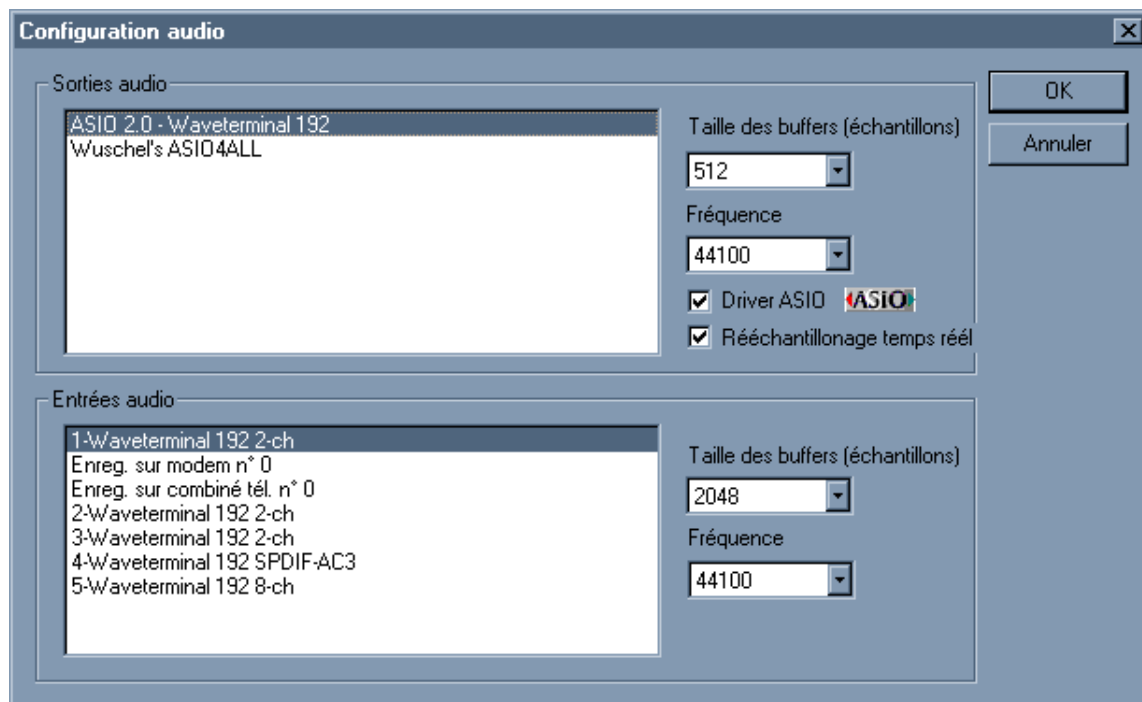 Configuration audio
Sorties audio
ASIO 2.0 - Waveterminal 192
Wuschel's ASIO4ALL
Taille des buffers (échantillons)
512
Fréquence
44100
Driver ASIO ASiO
Rééchantillonage temps réél
OK
Annuler
Entrées audio
1-Waveterminal 192 2-ch
Enreg. sur modem n° 0
Enreg. sur combiné tél. n° 0
2-Waveterminal 192 2-ch
3-Waveterminal 192 2-ch
4-Waveterminal 192 SPDIF-AC3
5-Waveterminal 192 8-ch
Taille des buffers (échantillons)
2048
Fréquence
44100